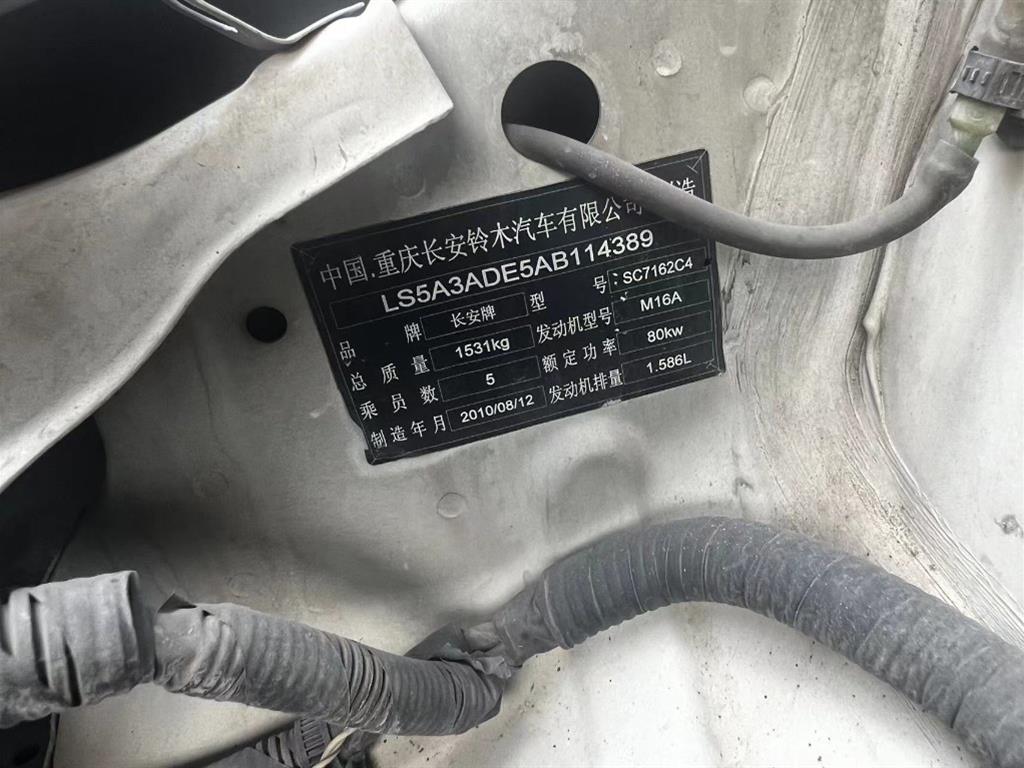 中国.重庆长安铃木汽车有限公司 造
LS5A3ADE5AB114389
品 牌 长安牌 型 号: SC7162C4
总 质 量 1531kg 发动机型号 M16A
乘 员 数 5 额定功率 80kw
制造年月 2010/08/12 发动机排量 1.586L